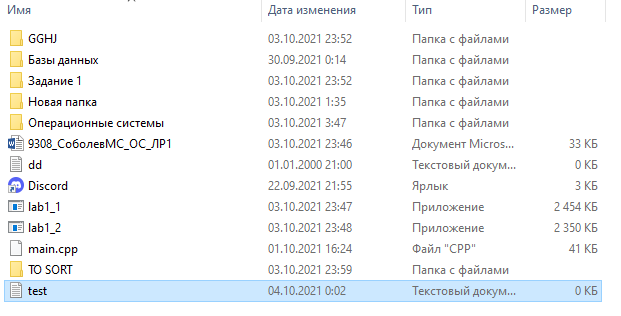 Имя Дата изменения Тип Размер
GGHJ 03.10.2021 23:52 Папка с файлами
Базы данных 30.09.2021 0:14 Папка с файлами
Задание 1 03.10.2021 23:52 Папка с файлами
Новая папка 03.10.2021 1:35 Папка с файлами
Операционные системы 03.10.2021 3:47 Папка с файлами
9308_СоболевМС_ОС_ЛР1 03.10.2021 23:46 Документ Micros... 33 КБ
dd 01.01.2000 21:00 Текстовый докум... 0 КБ
Discord 22.09.2021 21:55 Ярлык 3 КБ
lab1_1 03.10.2021 23:47 Приложение 2 454 КБ
lab1_2 03.10.2021 23:48 Приложение 2 350 КБ
main.cpp 01.10.2021 16:24 Файл "CPP" 41 КБ
TO SORT 03.10.2021 23:59 Папка с файлами
test 04.10.2021 0:02 Текстовый докум... 0 КБ